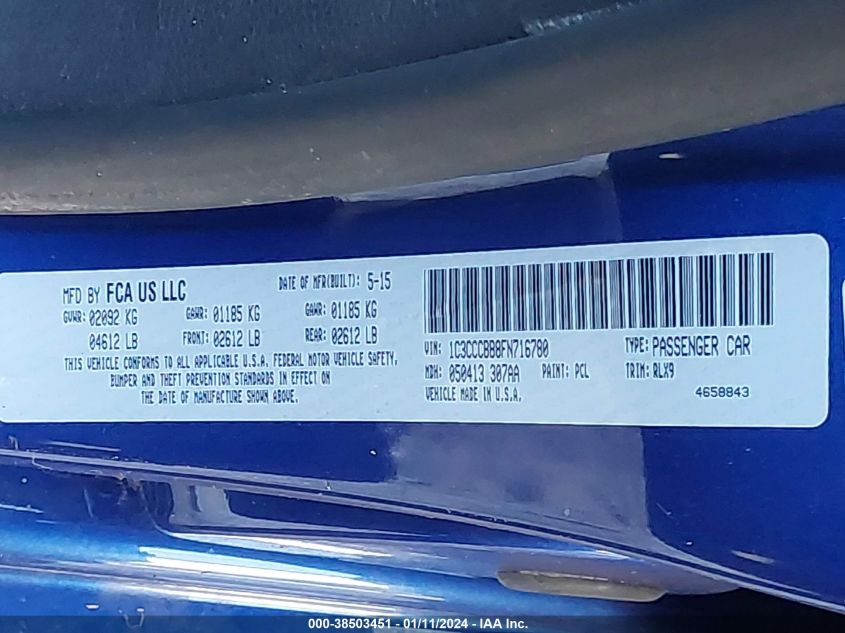 MFD BY FCA US LLC
DATE OF MFR(BUILT): 5-15
GVWR: 02092 KG GAWR: 01185 KG GAWR: 01185 KG
04612 LB FRONT: 02612 LB REAR: 02612 LB
THIS VEHICLE CONFORMS TO ALL APPLICABLE U.S.A. FEDERAL MOTOR VEHICLE SAFETY,
BUMPER AND THEFT PREVENTION STANDARDS IN EFFECT ON
THE DATE OF MANUFACTURE SHOWN ABOVE.
VIN: 1C3CCCBB8FN716780 TYPE: PASSENGER CAR
MDH: 050413 307AA PAINT: PCL TRIM: RLX9
VEHICLE MADE IN U.S.A. 4658843
000-38503451 - 01/11/2024 - IAA Inc.